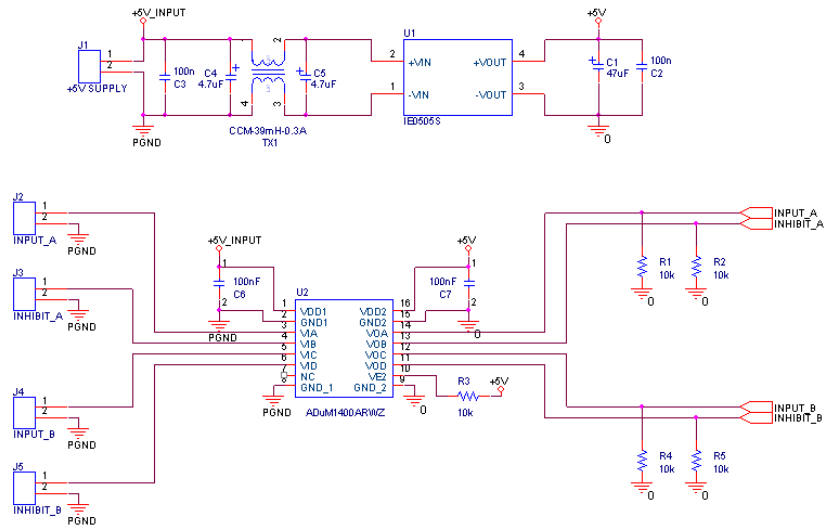 +5V_INPUT
+5V
J1
1
2
+5V SUPPLY
100n
C3
C4
4.7uF
2
1
4
3
C5
4.7uF
CCM-39mH-0.3A
TX1
U1
2
+VIN
+VOUT
4
1
-VIN
-VOUT
3
IE0505S
C1
47uF
100n
C2
PGND
0
J2
1
2
INPUT_A
PGND
J3
1
2
INHIBIT_A
PGND
J4
1
2
INPUT_B
PGND
J5
1
2
INHIBIT_B
PGND
+5V_INPUT
1
100nF
C6
2
PGND
+5V
1
100nF
C7
2
0
U2
1 VDD1 VDD2 16
2 GND1 GND2 15
3 VIA VOA 14
4 VIB VOB 13
5 VIC VOC 12
6 VID VOD 11
7 NC VE2 10
8 GND_1 GND_2 9
ADuM1400ARWZ
PGND
0
R3
10k
+5V
INPUT_A
INHIBIT_A
R1
10k
R2
10k
0
0
INPUT_B
INHIBIT_B
R4
10k
R5
10k
0
0